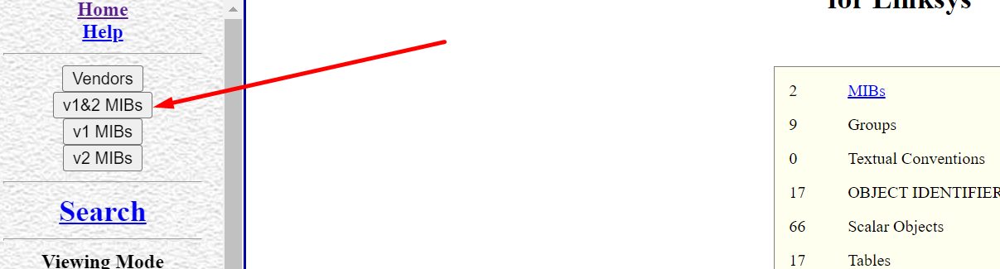 Home
Help
Vendors
v1&2 MIBs
v1 MIBs
v2 MIBs
Search
Viewing Mode
for Linksys
2 MIBs
9 Groups
0 Textual Conventions
17 OBJECT IDENTIFIER
66 Scalar Objects
17 Tables